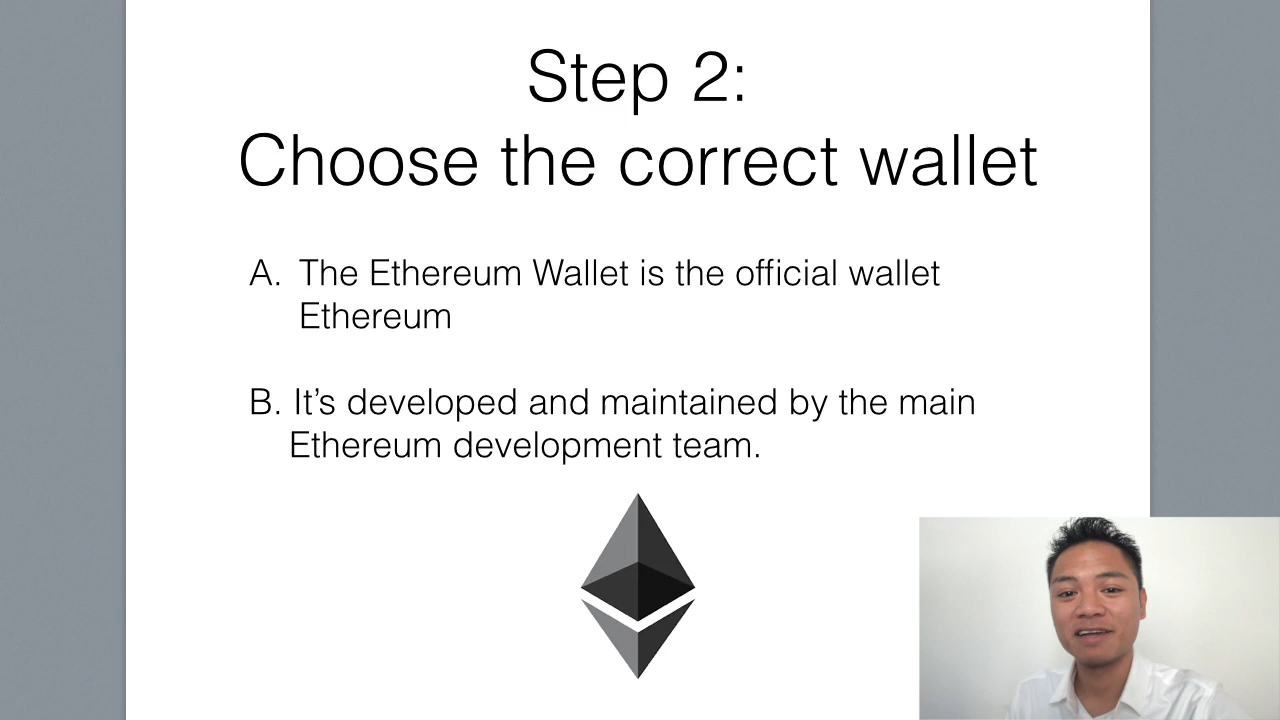 Step 2:
Choose the correct wallet
A. The Ethereum Wallet is the official wallet
Ethereum
B. It’s developed and maintained by the main
Ethereum development team.